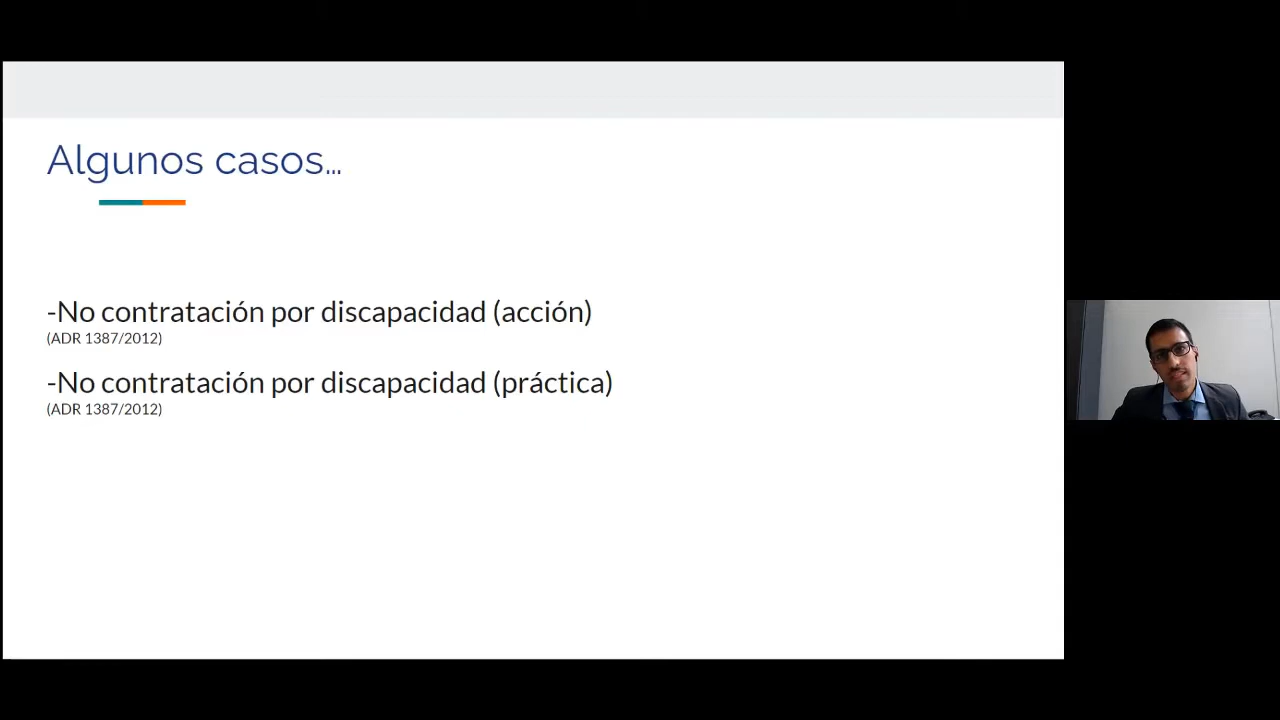 Algunos casos...
-No contratación por discapacidad (acción)
(ADR 1387/2012)
-No contratación por discapacidad (práctica)
(ADR 1387/2012)